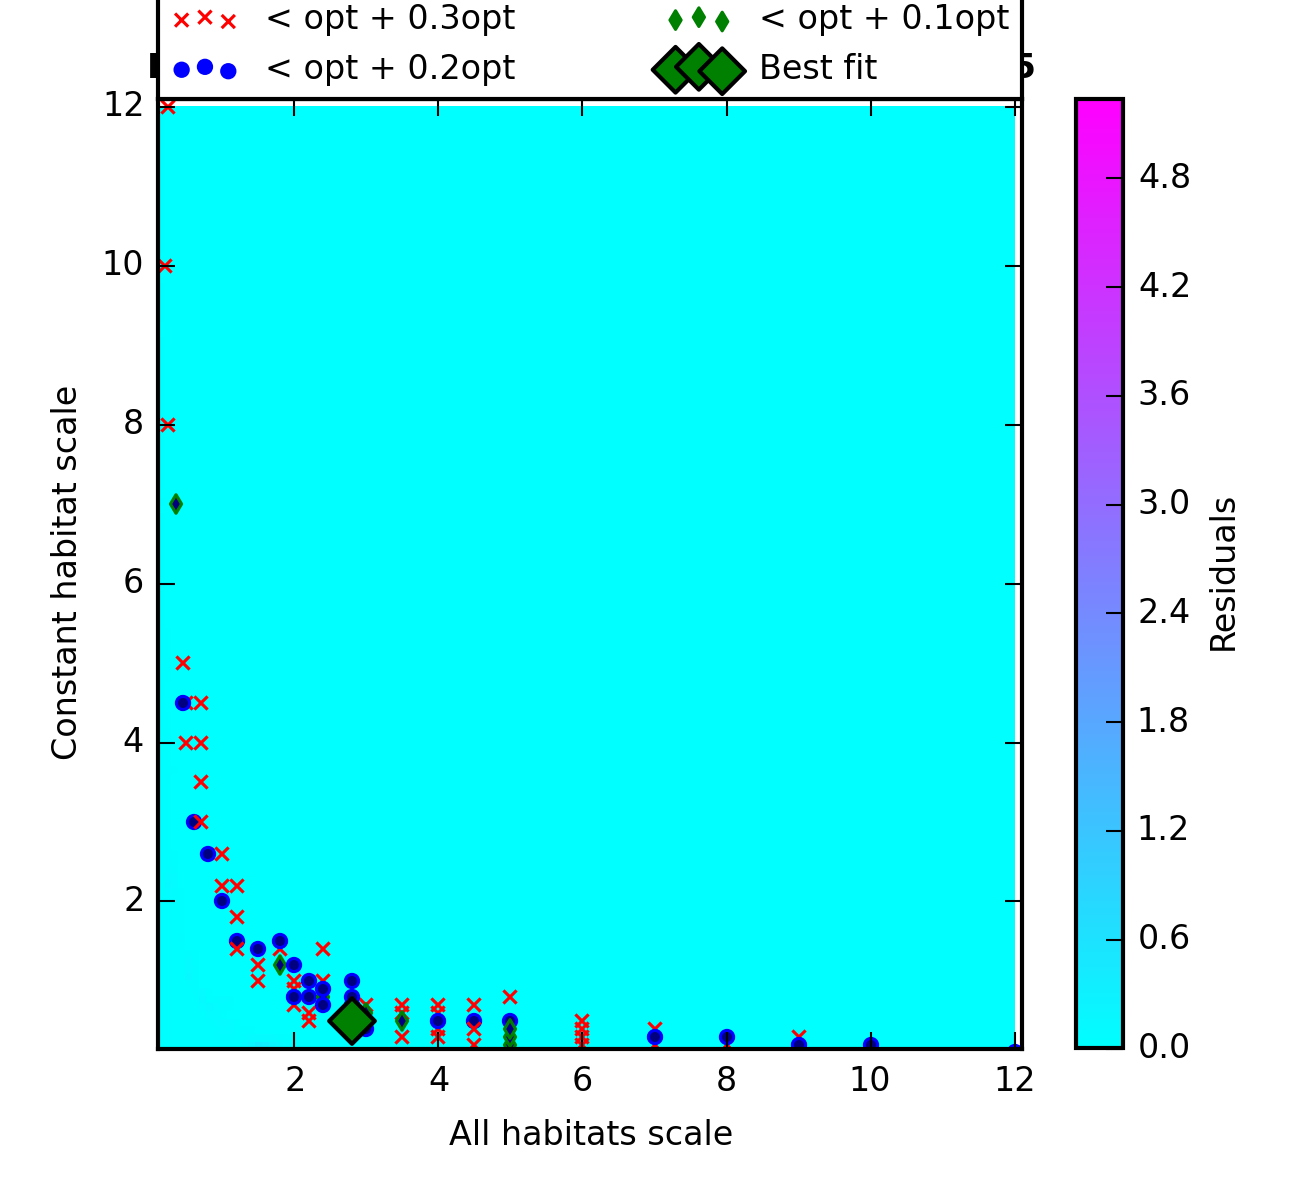 < opt + 0.3opt
< opt + 0.1opt
< opt + 0.2opt
Best fit
5
12
10
8
6
4
2
Constant habitat scale
2 4 6 8 10 12
All habitats scale
4.8
4.2
3.6
3.0
2.4
1.8
1.2
0.6
0.0
Residuals